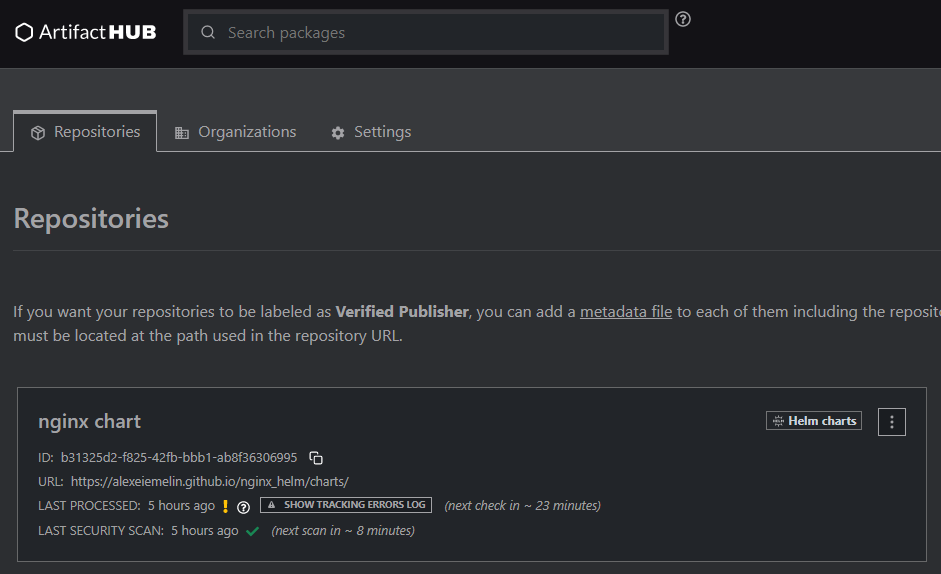 ArtifactHUB
Search packages
Repositories
Organizations
Settings
Repositories
If you want your repositories to be labeled as Verified Publisher, you can add a metadata file to each of them including the
must be located at the path used in the repository URL.
nginx chart
Helm charts
ID: b31325d2-f825-42fb-bbb1-ab8f36306995
URL: https://alexeiemelin.github.io/nginx_helm/charts/
LAST PROCESSED: 5 hours ago SHOW TRACKING ERRORS LOG (next check in ~ 23 minutes)
LAST SECURITY SCAN: 5 hours ago (next scan in ~ 8 minutes)